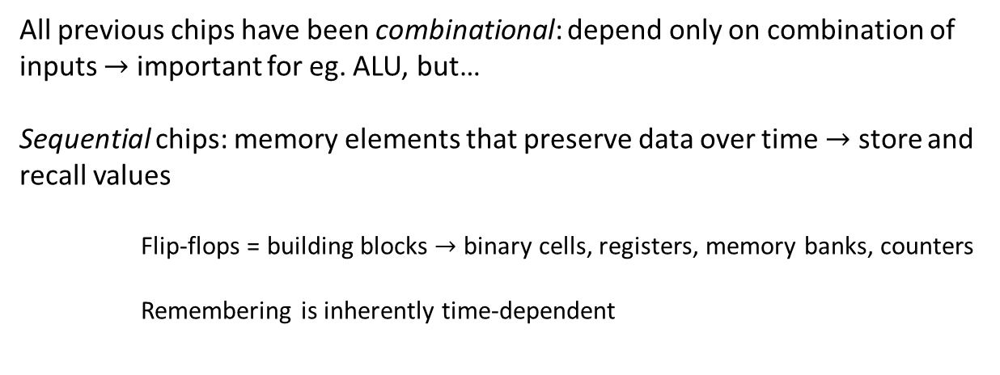 All previous chips have been combinational: depend only on combination of
inputs → important for eg. ALU, but…
Sequential chips: memory elements that preserve data over time → store and
recall values
Flip-flops = building blocks → binary cells, registers, memory banks, counters
Remembering is inherently time-dependent